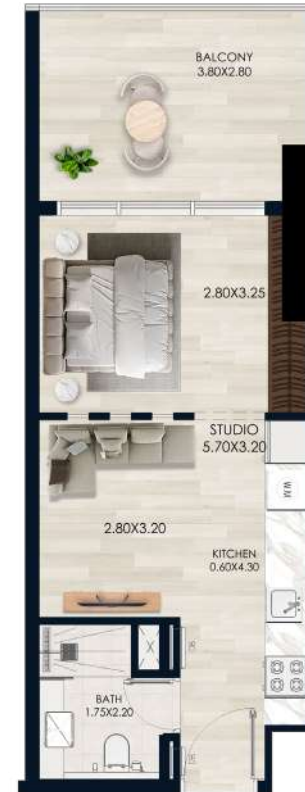 BALCONY
3.80X2.80
2.80X3.25
STUDIO
5.70X3.20
WM
2.80X3.20
KITCHEN
0.60X4.30
BATH
1.75X2.20